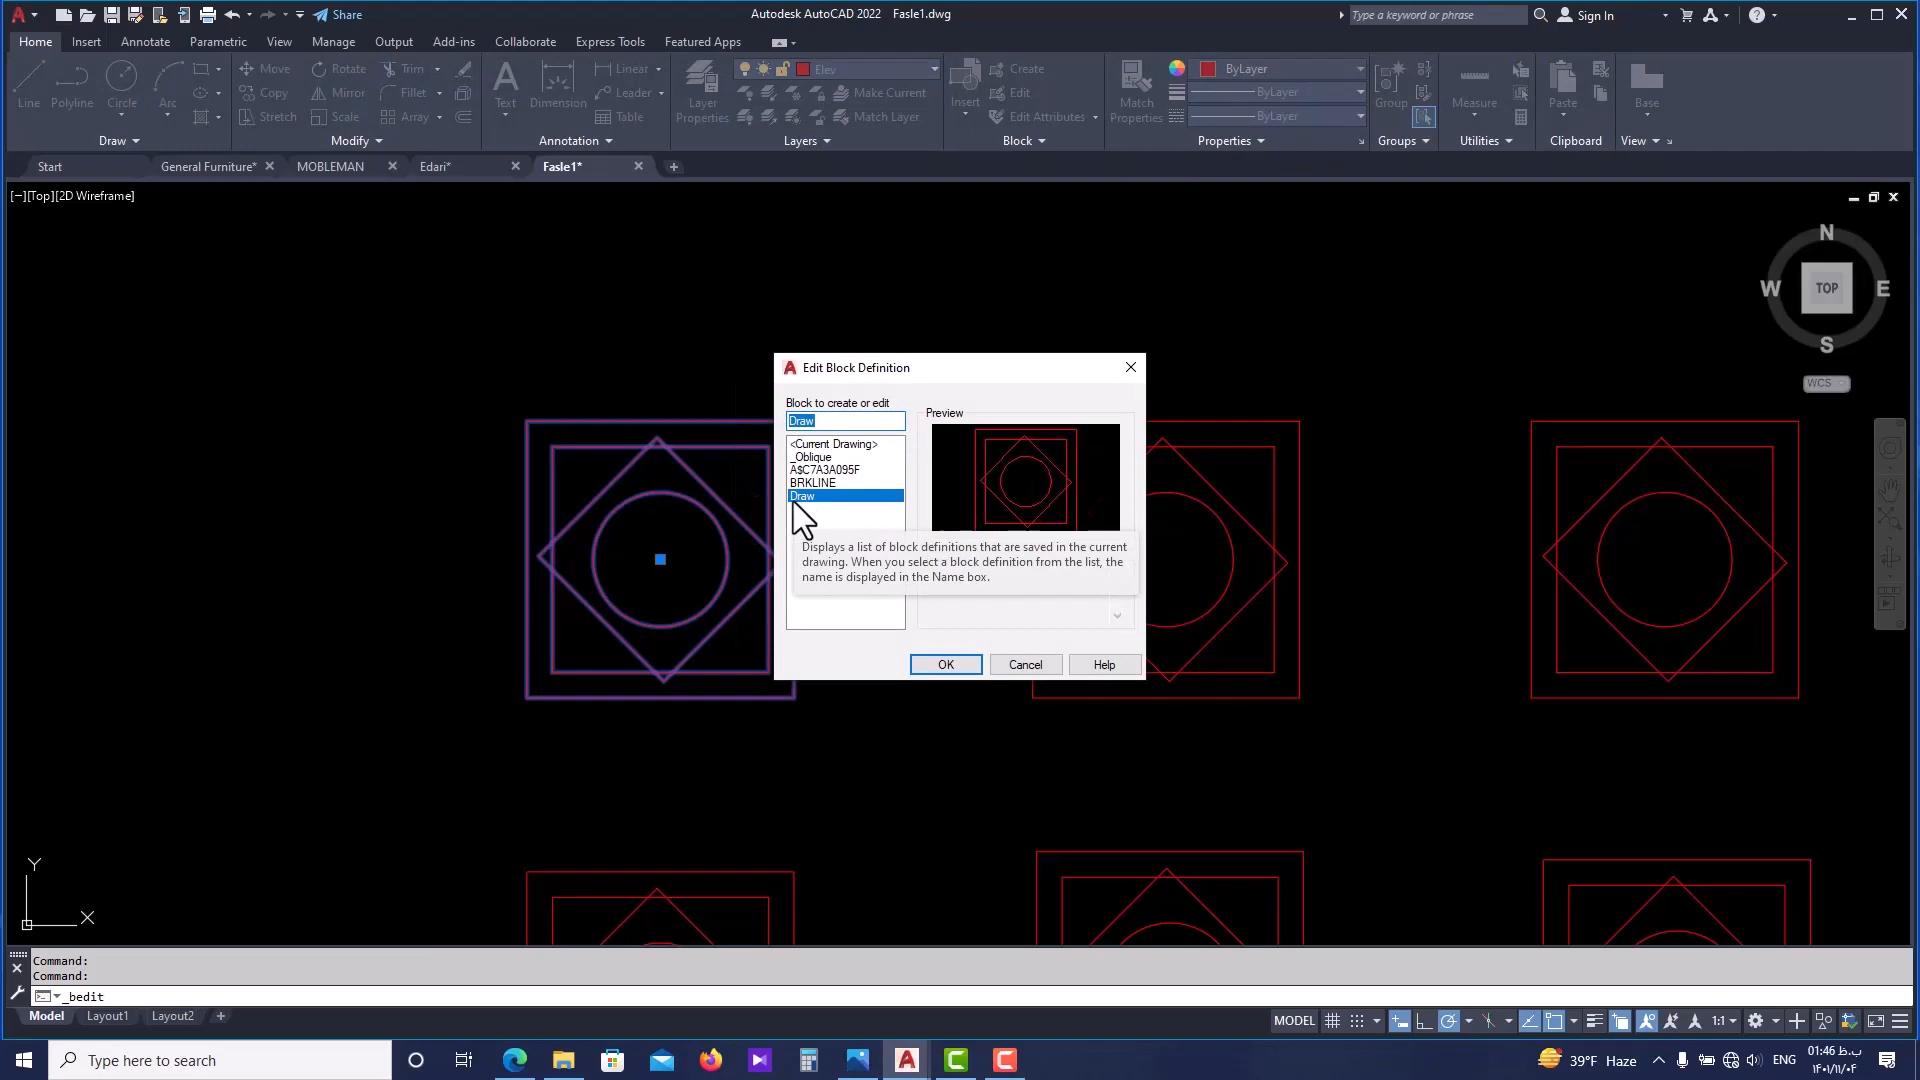 Share
Autodesk AutoCAD 2022 Fasle1.dwg
Type a keyword or phrase
Sign In
Home Insert Annotate Parametric View Manage Output Add-ins Collaborate Express Tools Featured Apps
Line Polyline Circle Arc
Move Rotate Trim
Copy Mirror Fillet
Stretch Scale Array
Text Dimension
Linear
Leader
Table
Layer Properties
Elev
Make Current
Match Layer
Insert
Create
Edit
Edit Attributes
Match Properties
ByLayer
ByLayer
ByLayer
Group
Measure
Paste
Base
Draw Modify Annotation Layers Block Properties Groups Utilities Clipboard View
Start General Furniture* MOBLEMAN Edari* Fasle1*
[−][Top][2D Wireframe]
N
W TOP E
S
WCS
Edit Block Definition
Block to create or edit
Draw
<Current Drawing>
_Oblique
A$C7A3A095F
BRKLINE
Draw
Preview
Displays a list of block definitions that are saved in the current
drawing. When you select a block definition from the list, the
name is displayed in the Name box.
OK Cancel Help
Y
X
Command:
Command:
_bedit
Model Layout1 Layout2
MODEL 1:1
Type here to search
39°F Haze
ENG
01:46 ب.ظ
۱۴۰۱/۱۱/۰۴